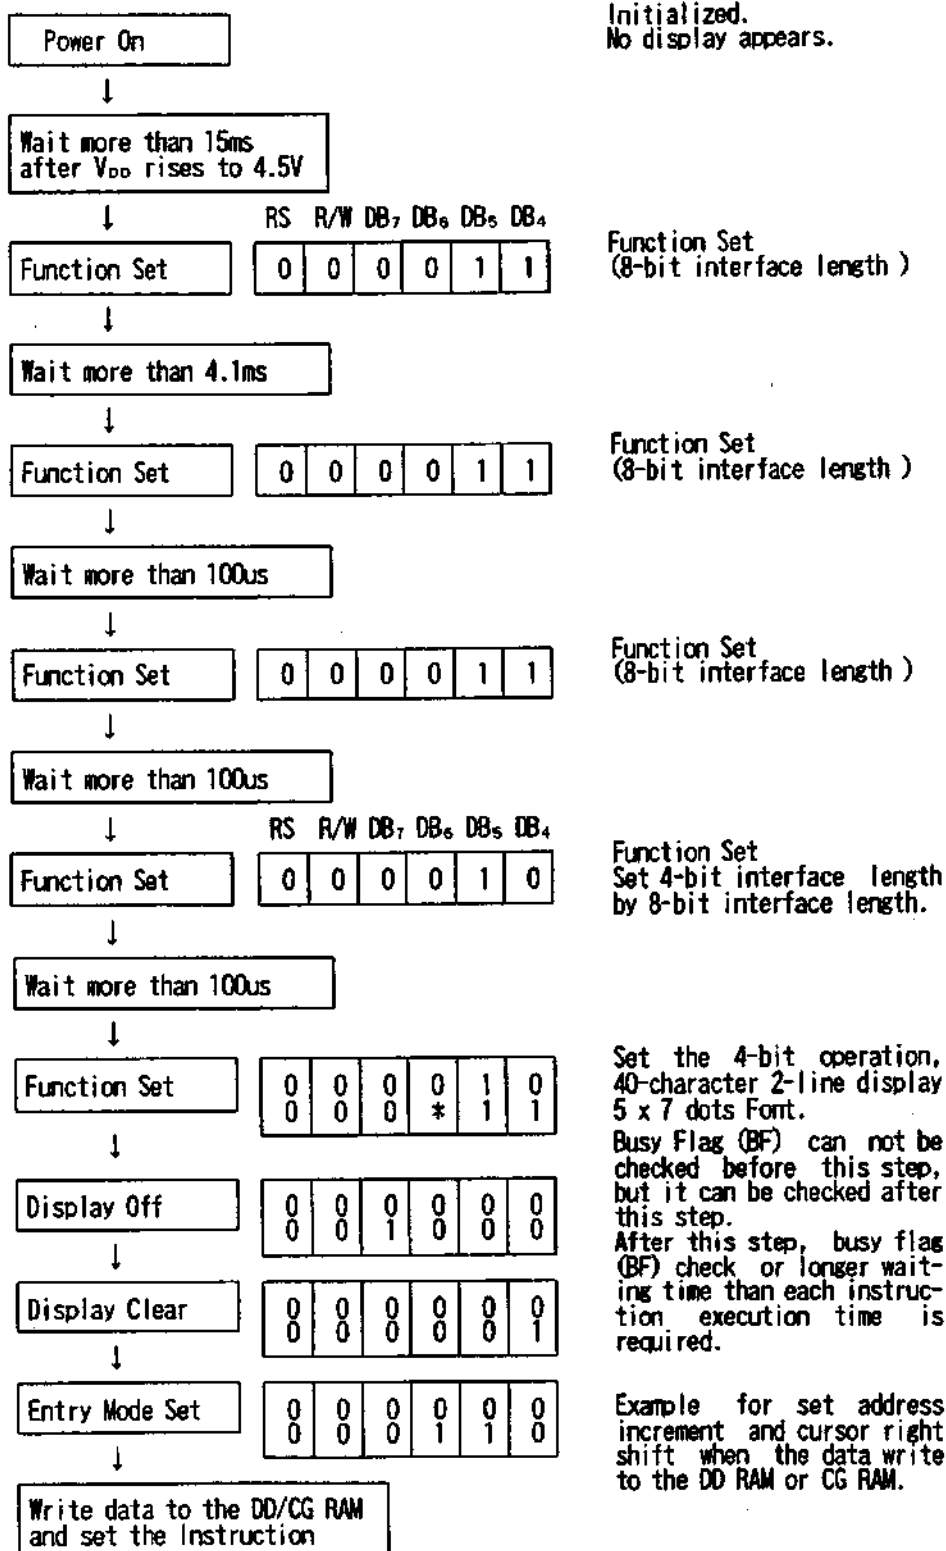 Power On
Initialized.
No display appears.
↓
Wait more than 15ms
after VDD rises to 4.5V
↓
RS R/W DB7 DB6 DB5 DB4
Function Set
0 0 0 0 1 1
Function Set
(8-bit interface length )
↓
Wait more than 4.1ms
↓
Function Set
0 0 0 0 1 1
Function Set
(8-bit interface length )
↓
Wait more than 100us
↓
Function Set
0 0 0 0 1 1
Function Set
(8-bit interface length )
↓
Wait more than 100us
↓
RS R/W DB7 DB6 DB5 DB4
Function Set
0 0 0 0 1 0
Function Set
Set 4-bit interface length
by 8-bit interface length.
↓
Wait more than 100us
↓
Function Set
0 0 0 0 1 0
0 0 0 * 1 1
Set the 4-bit operation,
40-character 2-line display
5 x 7 dots Font.
Busy Flag (BF) can not be
checked before this step,
but it can be checked after
this step.
After this step, busy flag
(BF) check or longer wait-
ing time than each instruc-
tion execution time is
required.
↓
Display Off
0 0 0 0 0 0
0 0 1 0 0 0
↓
Display Clear
0 0 0 0 0 0
0 0 0 0 0 1
↓
Entry Mode Set
0 0 0 0 0 0
0 0 0 1 1 0
Example for set address
increment and cursor right
shift when the data write
to the DD RAM or CG RAM.
↓
Write data to the DD/CG RAM
and set the Instruction